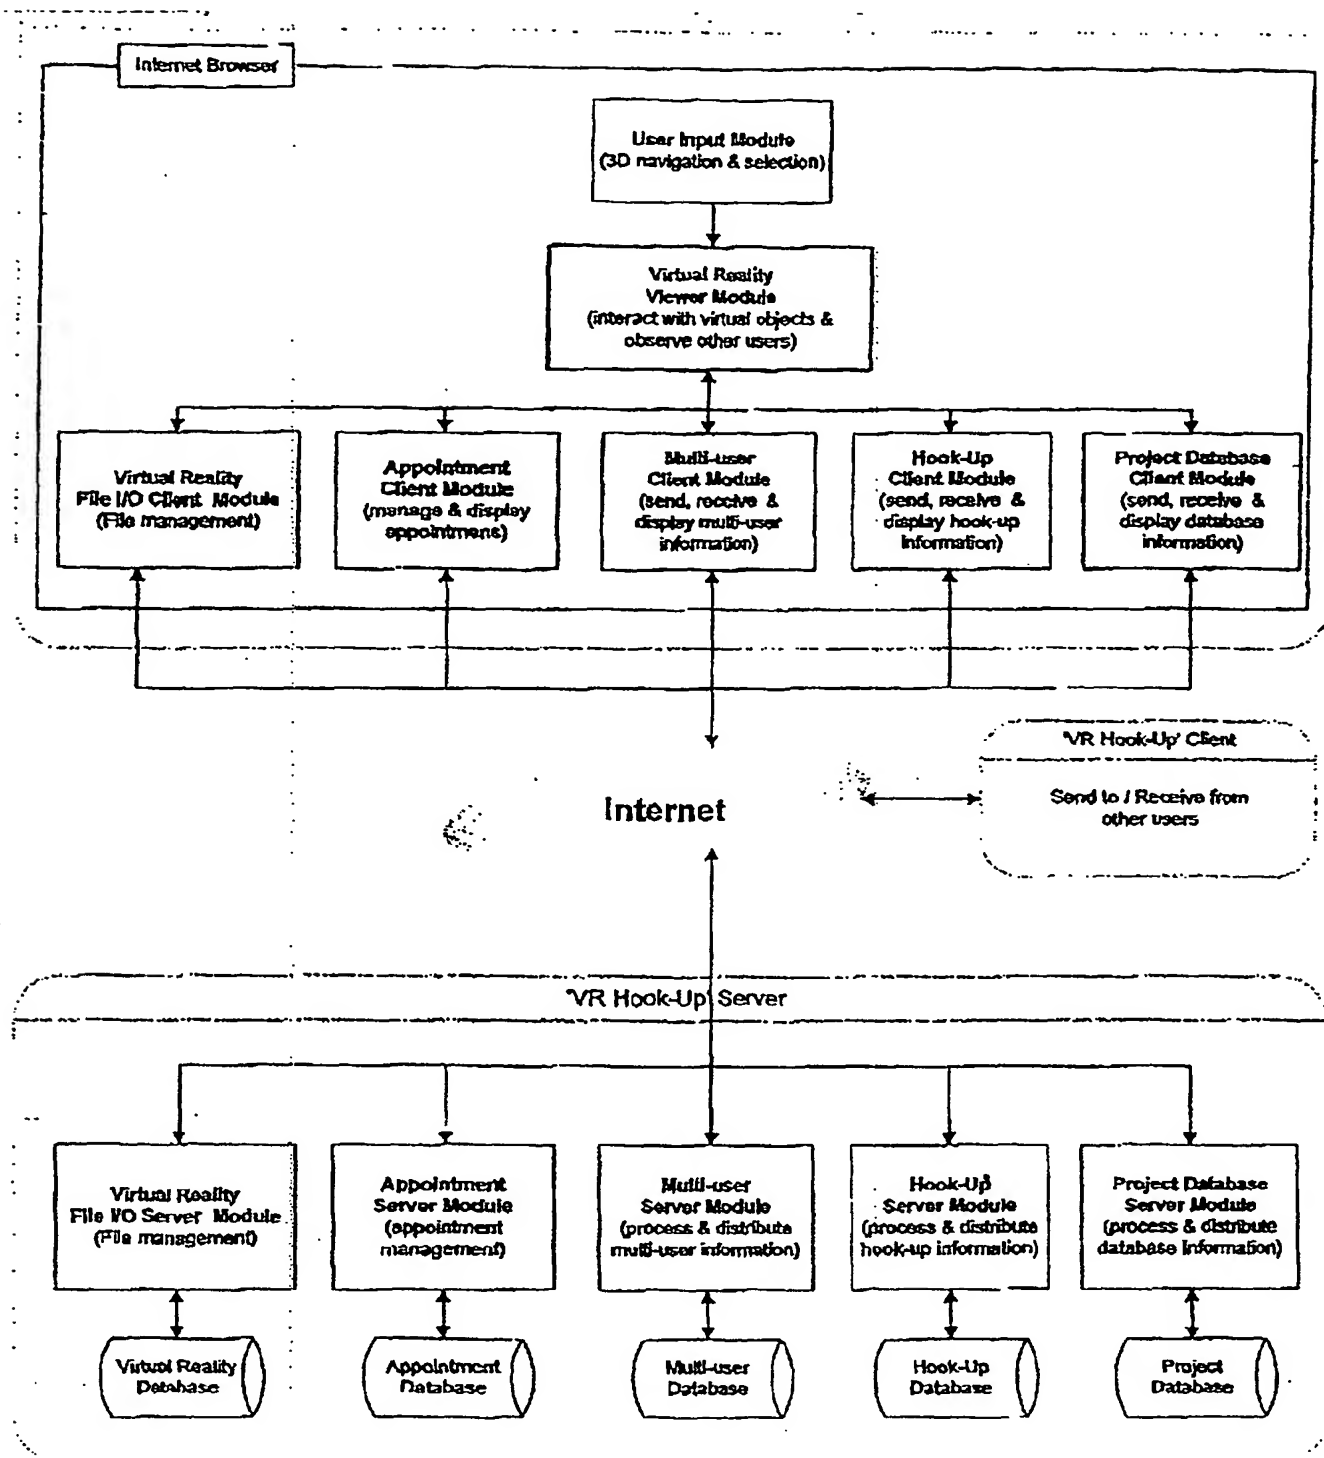 Internet Browser
User Input Module
(3D navigation & selection)
Virtual Reality
Viewer Module
(interact with virtual objects &
observe other users)
Virtual Reality
File I/O Client Module
(File management)
Appointment
Client Module
(manage & display
appointmens)
Multi-user
Client Module
(send, receive &
display multi-user
information)
Hook-Up
Client Module
(send, receive &
display hook-up
information)
Project Database
Client Module
(send, receive &
display database
information)
'VR Hook-Up' Client
Send to / Receive from
other users
Internet
'VR Hook-Up' Server
Virtual Reality
File I/O Server Module
(File management)
Appointment
Server Module
(appointment
management)
Multi-user
Server Module
(process & distribute
multi-user information)
Hook-Up
Server Module
(process & distribute
hook-up information)
Project Database
Server Module
(process & distribute
database information)
Virtual Reality
Database
Appointment
Database
Multi-user
Database
Hook-Up
Database
Project
Database